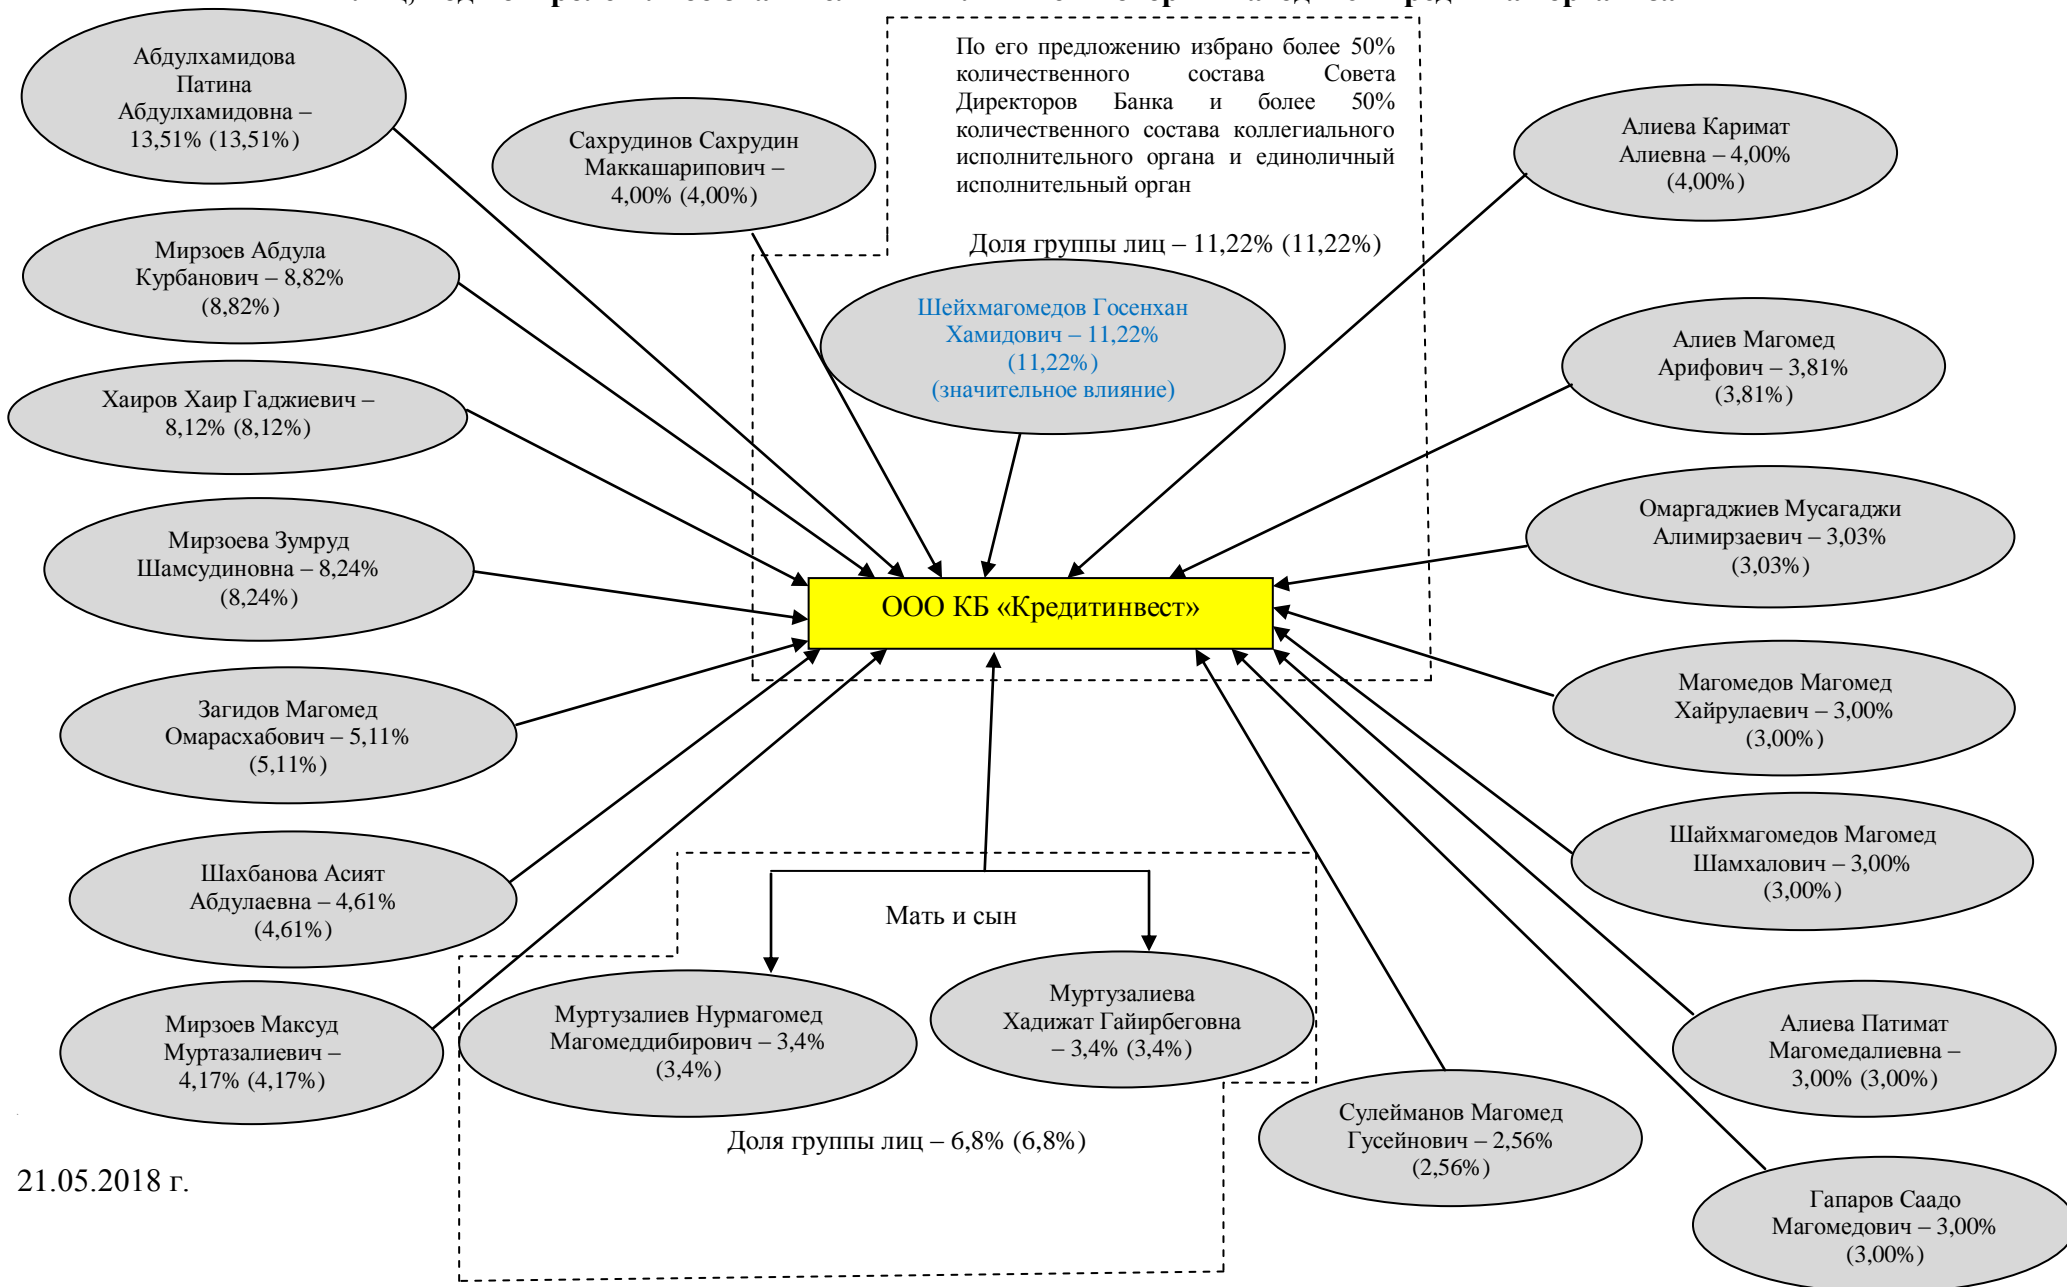 Абдулхамидова
Патина
Абдулхамидовна –
13,51% (13,51%)
Сахрудинов Сахрудин
Маккашарипович –
4,00% (4,00%)
По его предложению избрано более 50%
количественного состава Совета
Директоров Банка и более 50%
количественного состава коллегиального
исполнительного органа и единоличный
исполнительный орган
Доля группы лиц – 11,22% (11,22%)
Алиева Каримат
Алиевна – 4,00%
(4,00%)
Мирзоев Абдула
Курбанович – 8,82%
(8,82%)
Шейхмагомедов Госенхан
Хамидович – 11,22%
(11,22%)
(значительное влияние)
Алиев Магомед
Арифович – 3,81%
(3,81%)
Хаиров Хаир Гаджиевич –
8,12% (8,12%)
Омаргаджиев Мусагаджи
Алимирзаевич – 3,03%
(3,03%)
Мирзоева Зумруд
Шамсудиновна – 8,24%
(8,24%)
ООО КБ «Кредитинвест»
Магомедов Магомед
Хайрулаевич – 3,00%
(3,00%)
Загидов Магомед
Омарасхабович – 5,11%
(5,11%)
Шайхмагомедов Магомед
Шамхалович – 3,00%
(3,00%)
Шахбанова Асият
Абдулаевна – 4,61%
(4,61%)
Мать и сын
Муртузалиев Нурмагомед
Магомеддибирович – 3,4%
(3,4%)
Муртузалиева
Хадижат Гайирбеговна
– 3,4% (3,4%)
Мирзоев Максуд
Муртазалиевич –
4,17% (4,17%)
Алиева Патимат
Магомедалиевна –
3,00% (3,00%)
Сулейманов Магомед
Гусейнович – 2,56%
(2,56%)
Доля группы лиц – 6,8% (6,8%)
21.05.2018 г.
Гапаров Саадо
Магомедович – 3,00%
(3,00%)